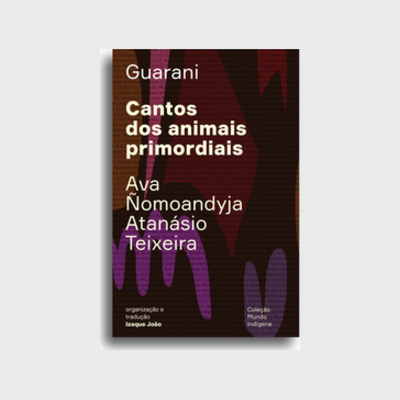 Guarani
Cantos
dos animais
primordiais
Ava
Ñomoandyja
Atanásio
Teixeira
organização e
tradução
Izaque João
Coleção
Mundo
Indígena